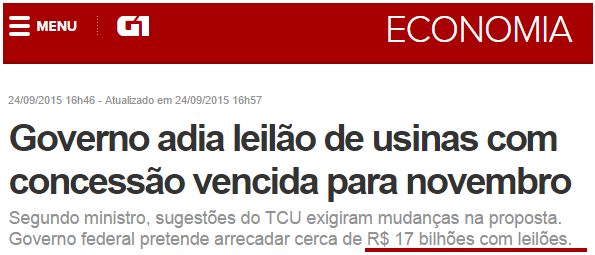 MENU G1 ECONOMIA
24/09/2015 16h46 - Atualizado em 24/09/2015 16h57
Governo adia leilão de usinas com
concessão vencida para novembro
Segundo ministro, sugestões do TCU exigiram mudanças na proposta.
Governo federal pretende arrecadar cerca de R$ 17 bilhões com leilões.